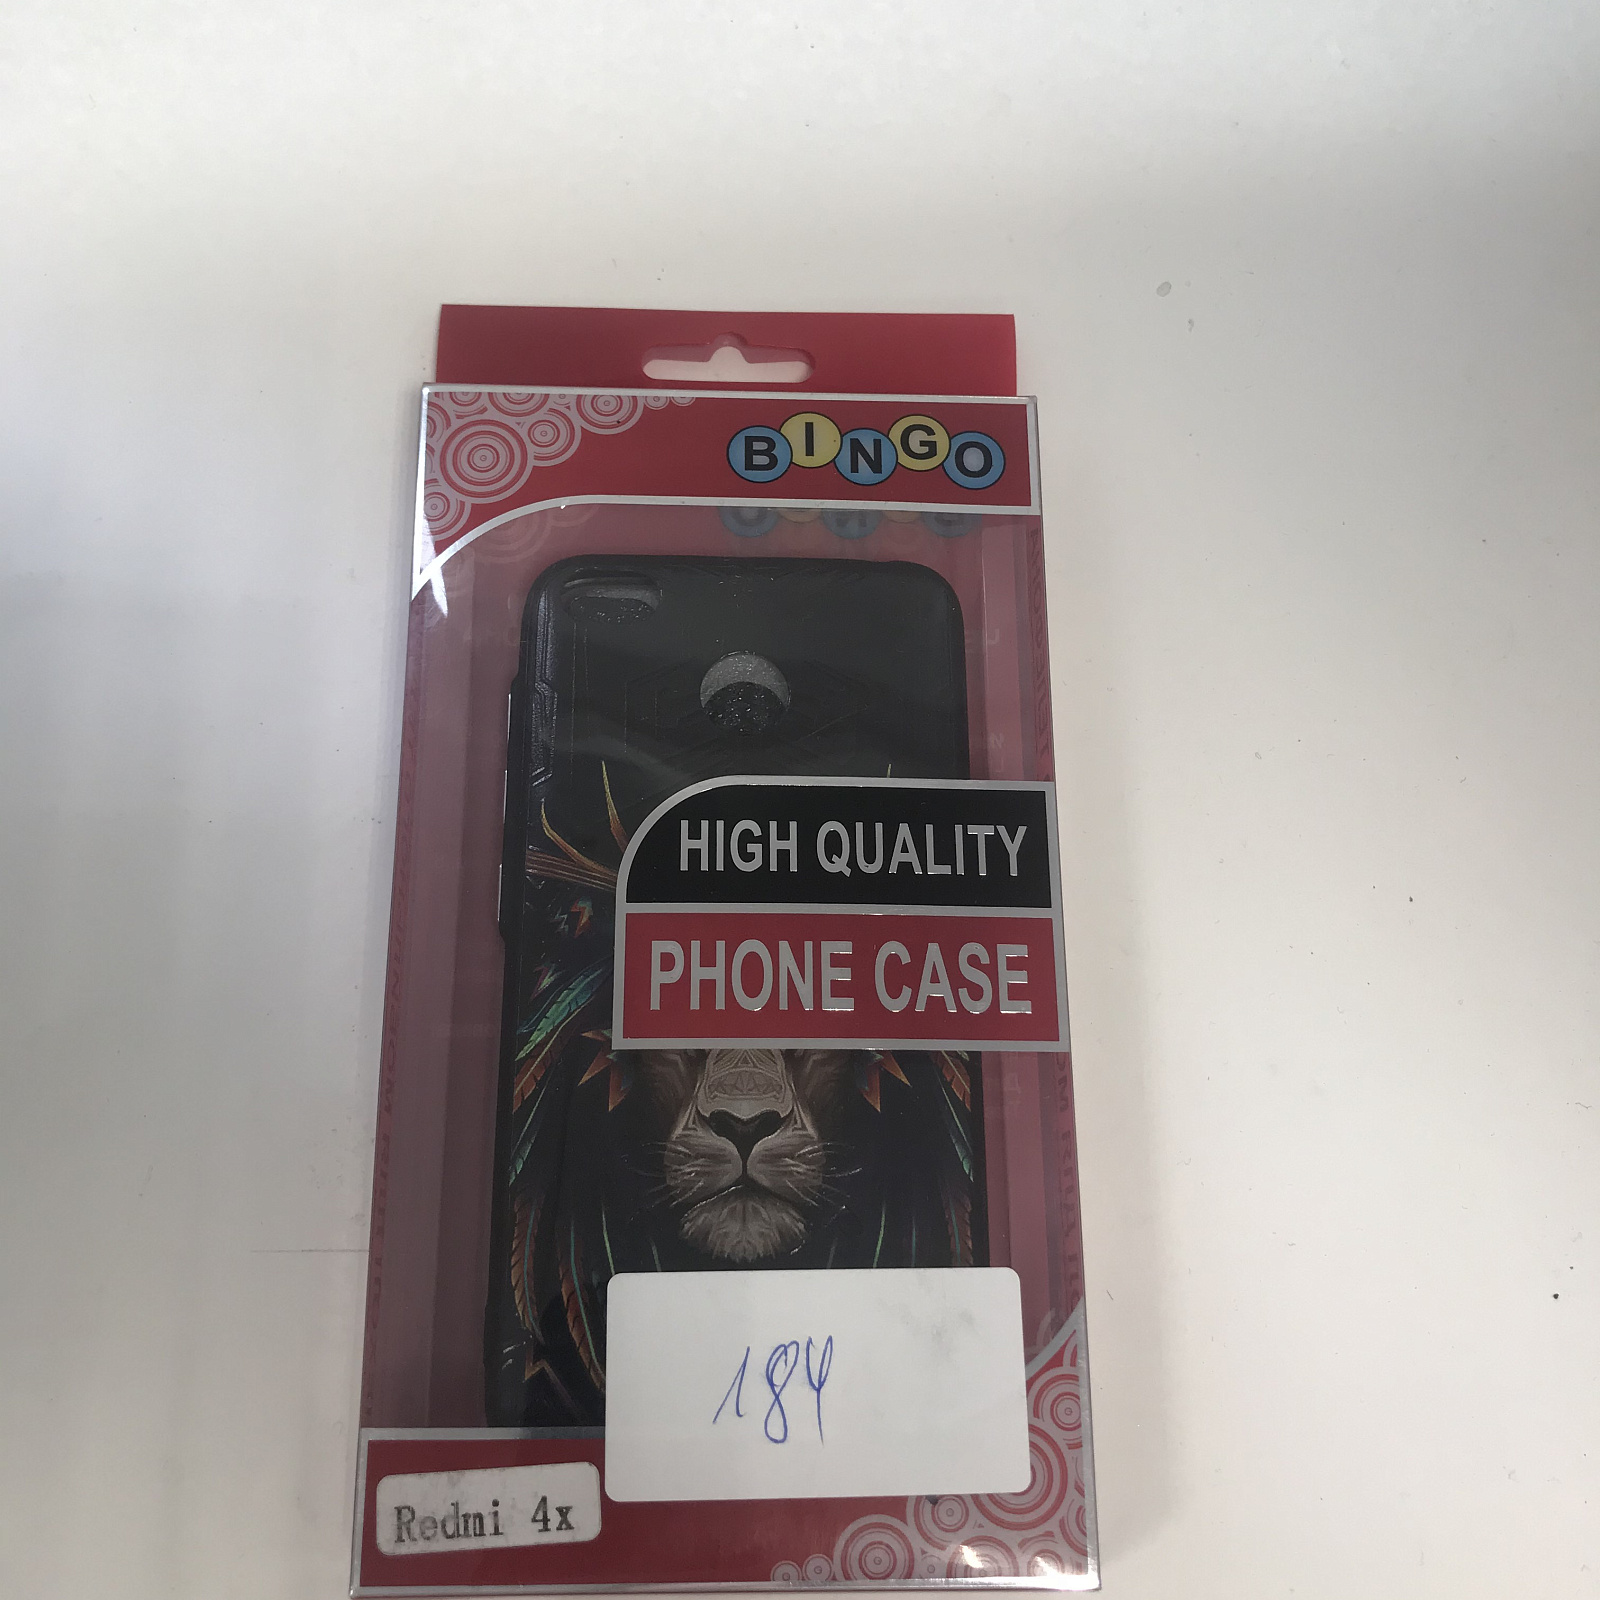 BINGO
HIGH QUALITY
PHONE CASE
184
Redmi 4x